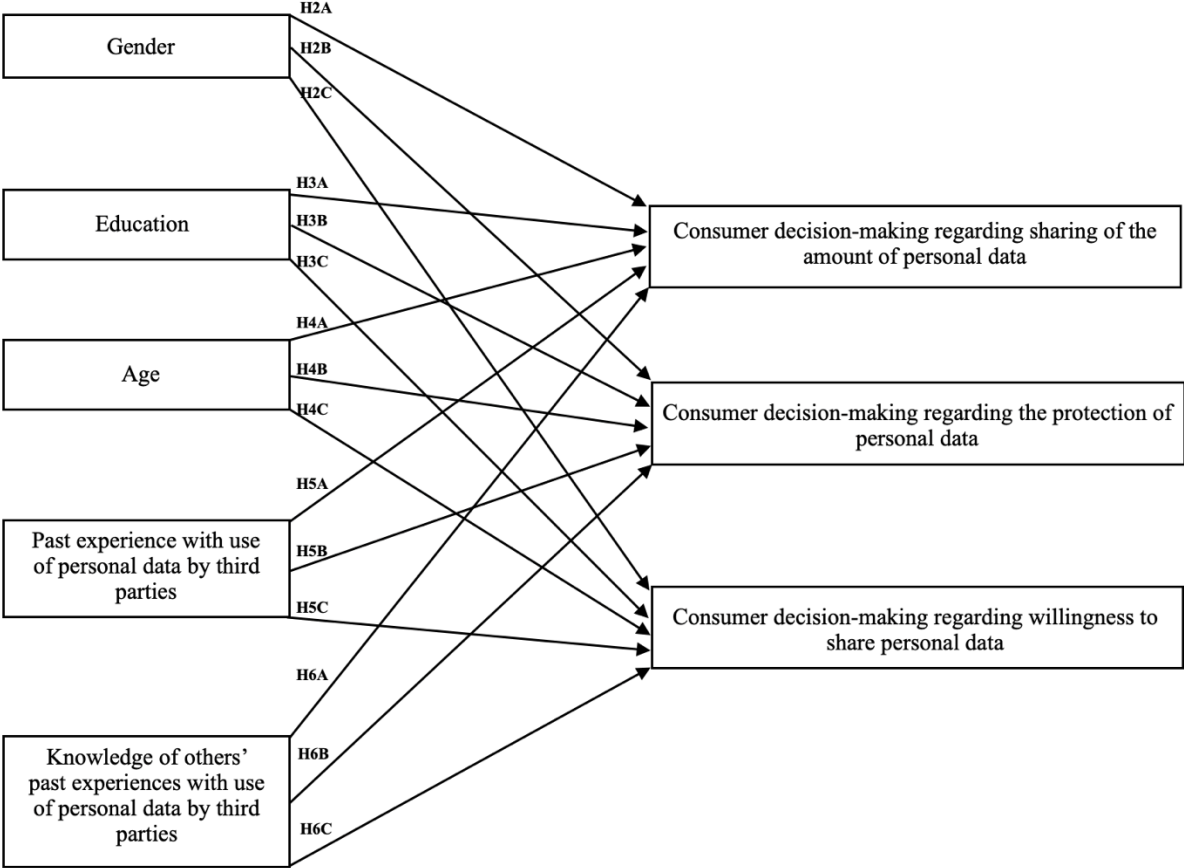 H2A
Gender
H2B
H2C
H3A
Education
H3B
H3C
Consumer decision-making regarding sharing of the
amount of personal data
H4A
Age
H4B
H4C
Consumer decision-making regarding the protection of
personal data
H5A
Past experience with use
of personal data by third
parties
H5B
H5C
Consumer decision-making regarding willingness to
share personal data
H6A
Knowledge of others’
past experiences with use
of personal data by third
parties
H6B
H6C